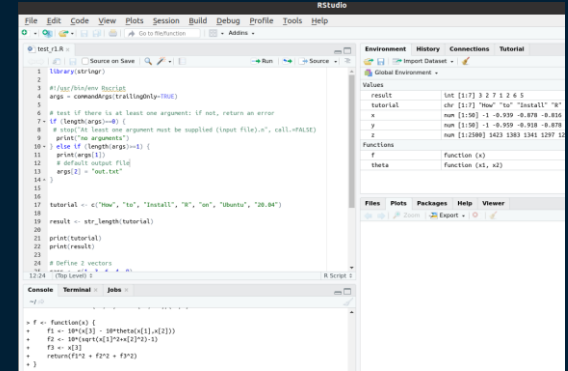 RStudio
File Edit Code View Plots Session Build Debug Profile Tools Help
Go to file/function Addins
test_r1.R
Source on Save Run Source
1 library(stringr)
2
3 #!/usr/bin/env Rscript
4 args = commandArgs(trailingOnly=TRUE)
5
6 # test if there is at least one argument: if not, return an error
7 if (length(args)==0) {
8 # stop("At least one argument must be supplied (input file).n", call.=FALSE)
9 print("no arguments")
10 } else if (length(args)==1) {
11 print(args[1])
12 # default output file
13 args[2] = "out.txt"
14 }
15
16
17 tutorial <- c("How", "to", "Install", "R", "on", "Ubuntu", "20.04")
18
19 result <- str_length(tutorial)
20
21 print(tutorial)
22 print(result)
23
24 # Define 2 vectors
12:24 (Top Level) R Script
Console Terminal Jobs
~/
> f <- function(x) {
+ f1 <- 10*(x[3] - 10*theta(x[1],x[2]))
+ f2 <- 10*(sqrt(x[1]^2+x[2]^2)-1)
+ f3 <- x[3]
+ return(f1^2 + f2^2 + f3^2)
+ }
Environment History Connections Tutorial
Import Dataset
Global Environment
Values
result int [1:7] 3 2 7 1 2 6 5
tutorial chr [1:7] "How" "to" "Install" "R"
x num [1:50] -1 -0.939 -0.878 -0.816
y num [1:50] -1 -0.959 -0.918 -0.878
z num [1:2500] 1423 1383 1341 1297 12
Functions
f function (x)
theta function (x1, x2)
Files Plots Packages Help Viewer
Zoom Export